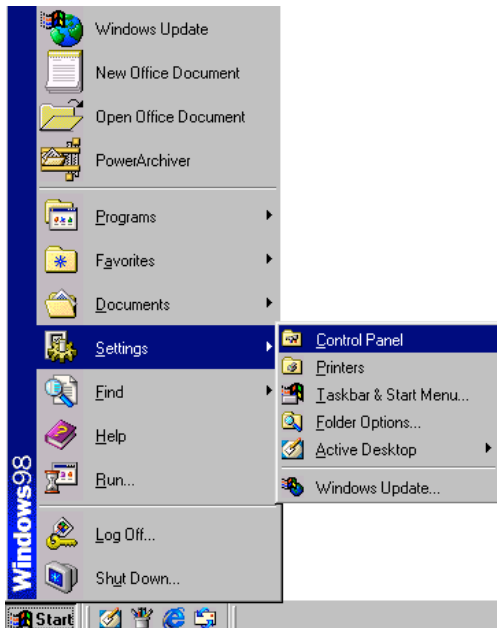 Windows Update
New Office Document
Open Office Document
PowerArchiver
Programs
Favorites
Documents
Settings
Find
Help
Run...
Log Off...
Shut Down...
Control Panel
Printers
Taskbar & Start Menu...
Folder Options...
Active Desktop
Windows Update...
Windows98
Start